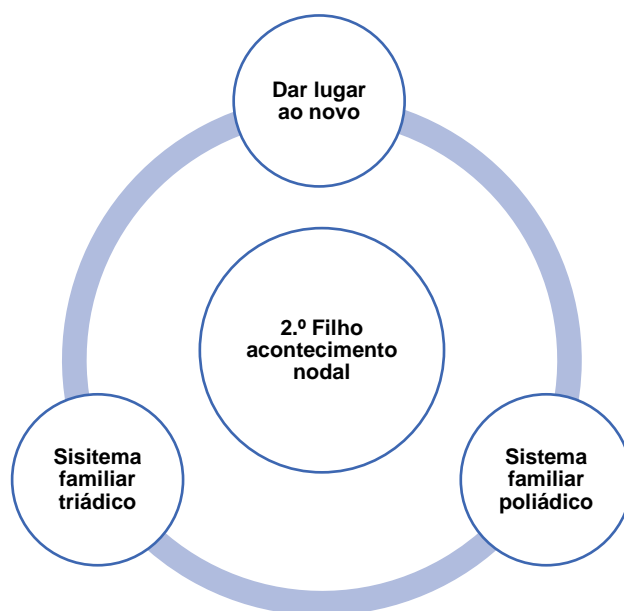 Dar lugar
ao novo
2.º Filho
acontecimento
nodal
Sisitema
familiar
triádico
Sistema
familiar
poliádico